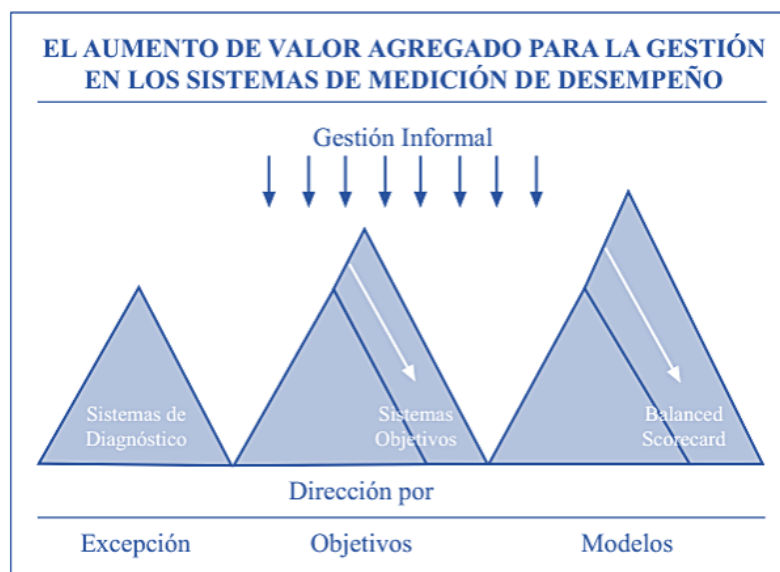 EL AUMENTO DE VALOR AGREGADO PARA LA GESTIÓN
EN LOS SISTEMAS DE MEDICIÓN DE DESEMPEÑO
Gestión Informal
Sistemas de
Diagnóstico
Sistemas
Objetivos
Balanced
Scorecard
Dirección por
Excepción
Objetivos
Modelos